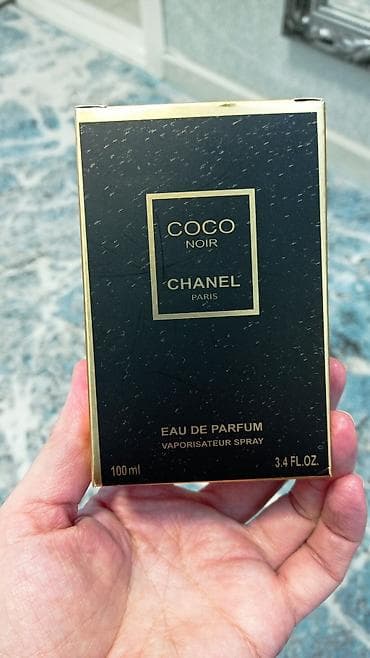 COCO
NOIR
CHANEL
PARIS
EAU DE PARFUM
VAPORISATEUR SPRAY
100 ml 3.4 FL.OZ.